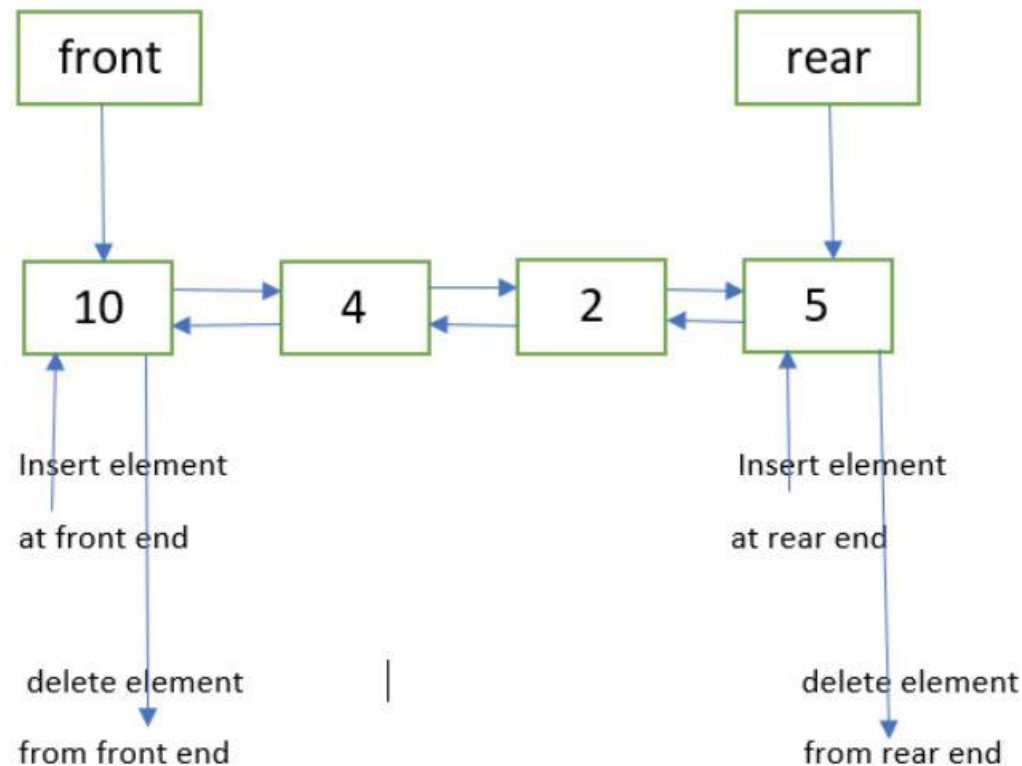 front
rear
10
4
2
5
Insert element
at front end
Insert element
at rear end
delete element
from front end
delete element
from rear end